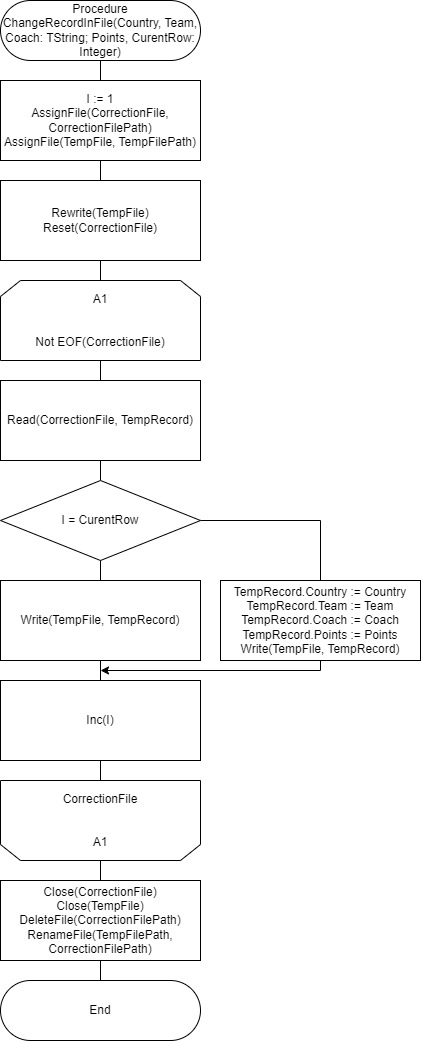 Procedure
ChangeRecordInFile(Country, Team,
Coach: TString; Points, CurentRow:
Integer)
I := 1
AssignFile(CorrectionFile,
CorrectionFilePath)
AssignFile(TempFile, TempFilePath)
Rewrite(TempFile)
Reset(CorrectionFile)
A1
Not EOF(CorrectionFile)
Read(CorrectionFile, TempRecord)
I = CurentRow
Write(TempFile, TempRecord)
TempRecord.Country := Country
TempRecord.Team := Team
TempRecord.Coach := Coach
TempRecord.Points := Points
Write(TempFile, TempRecord)
Inc(I)
CorrectionFile
A1
Close(CorrectionFile)
Close(TempFile)
DeleteFile(CorrectionFilePath)
RenameFile(TempFilePath,
CorrectionFilePath)
End